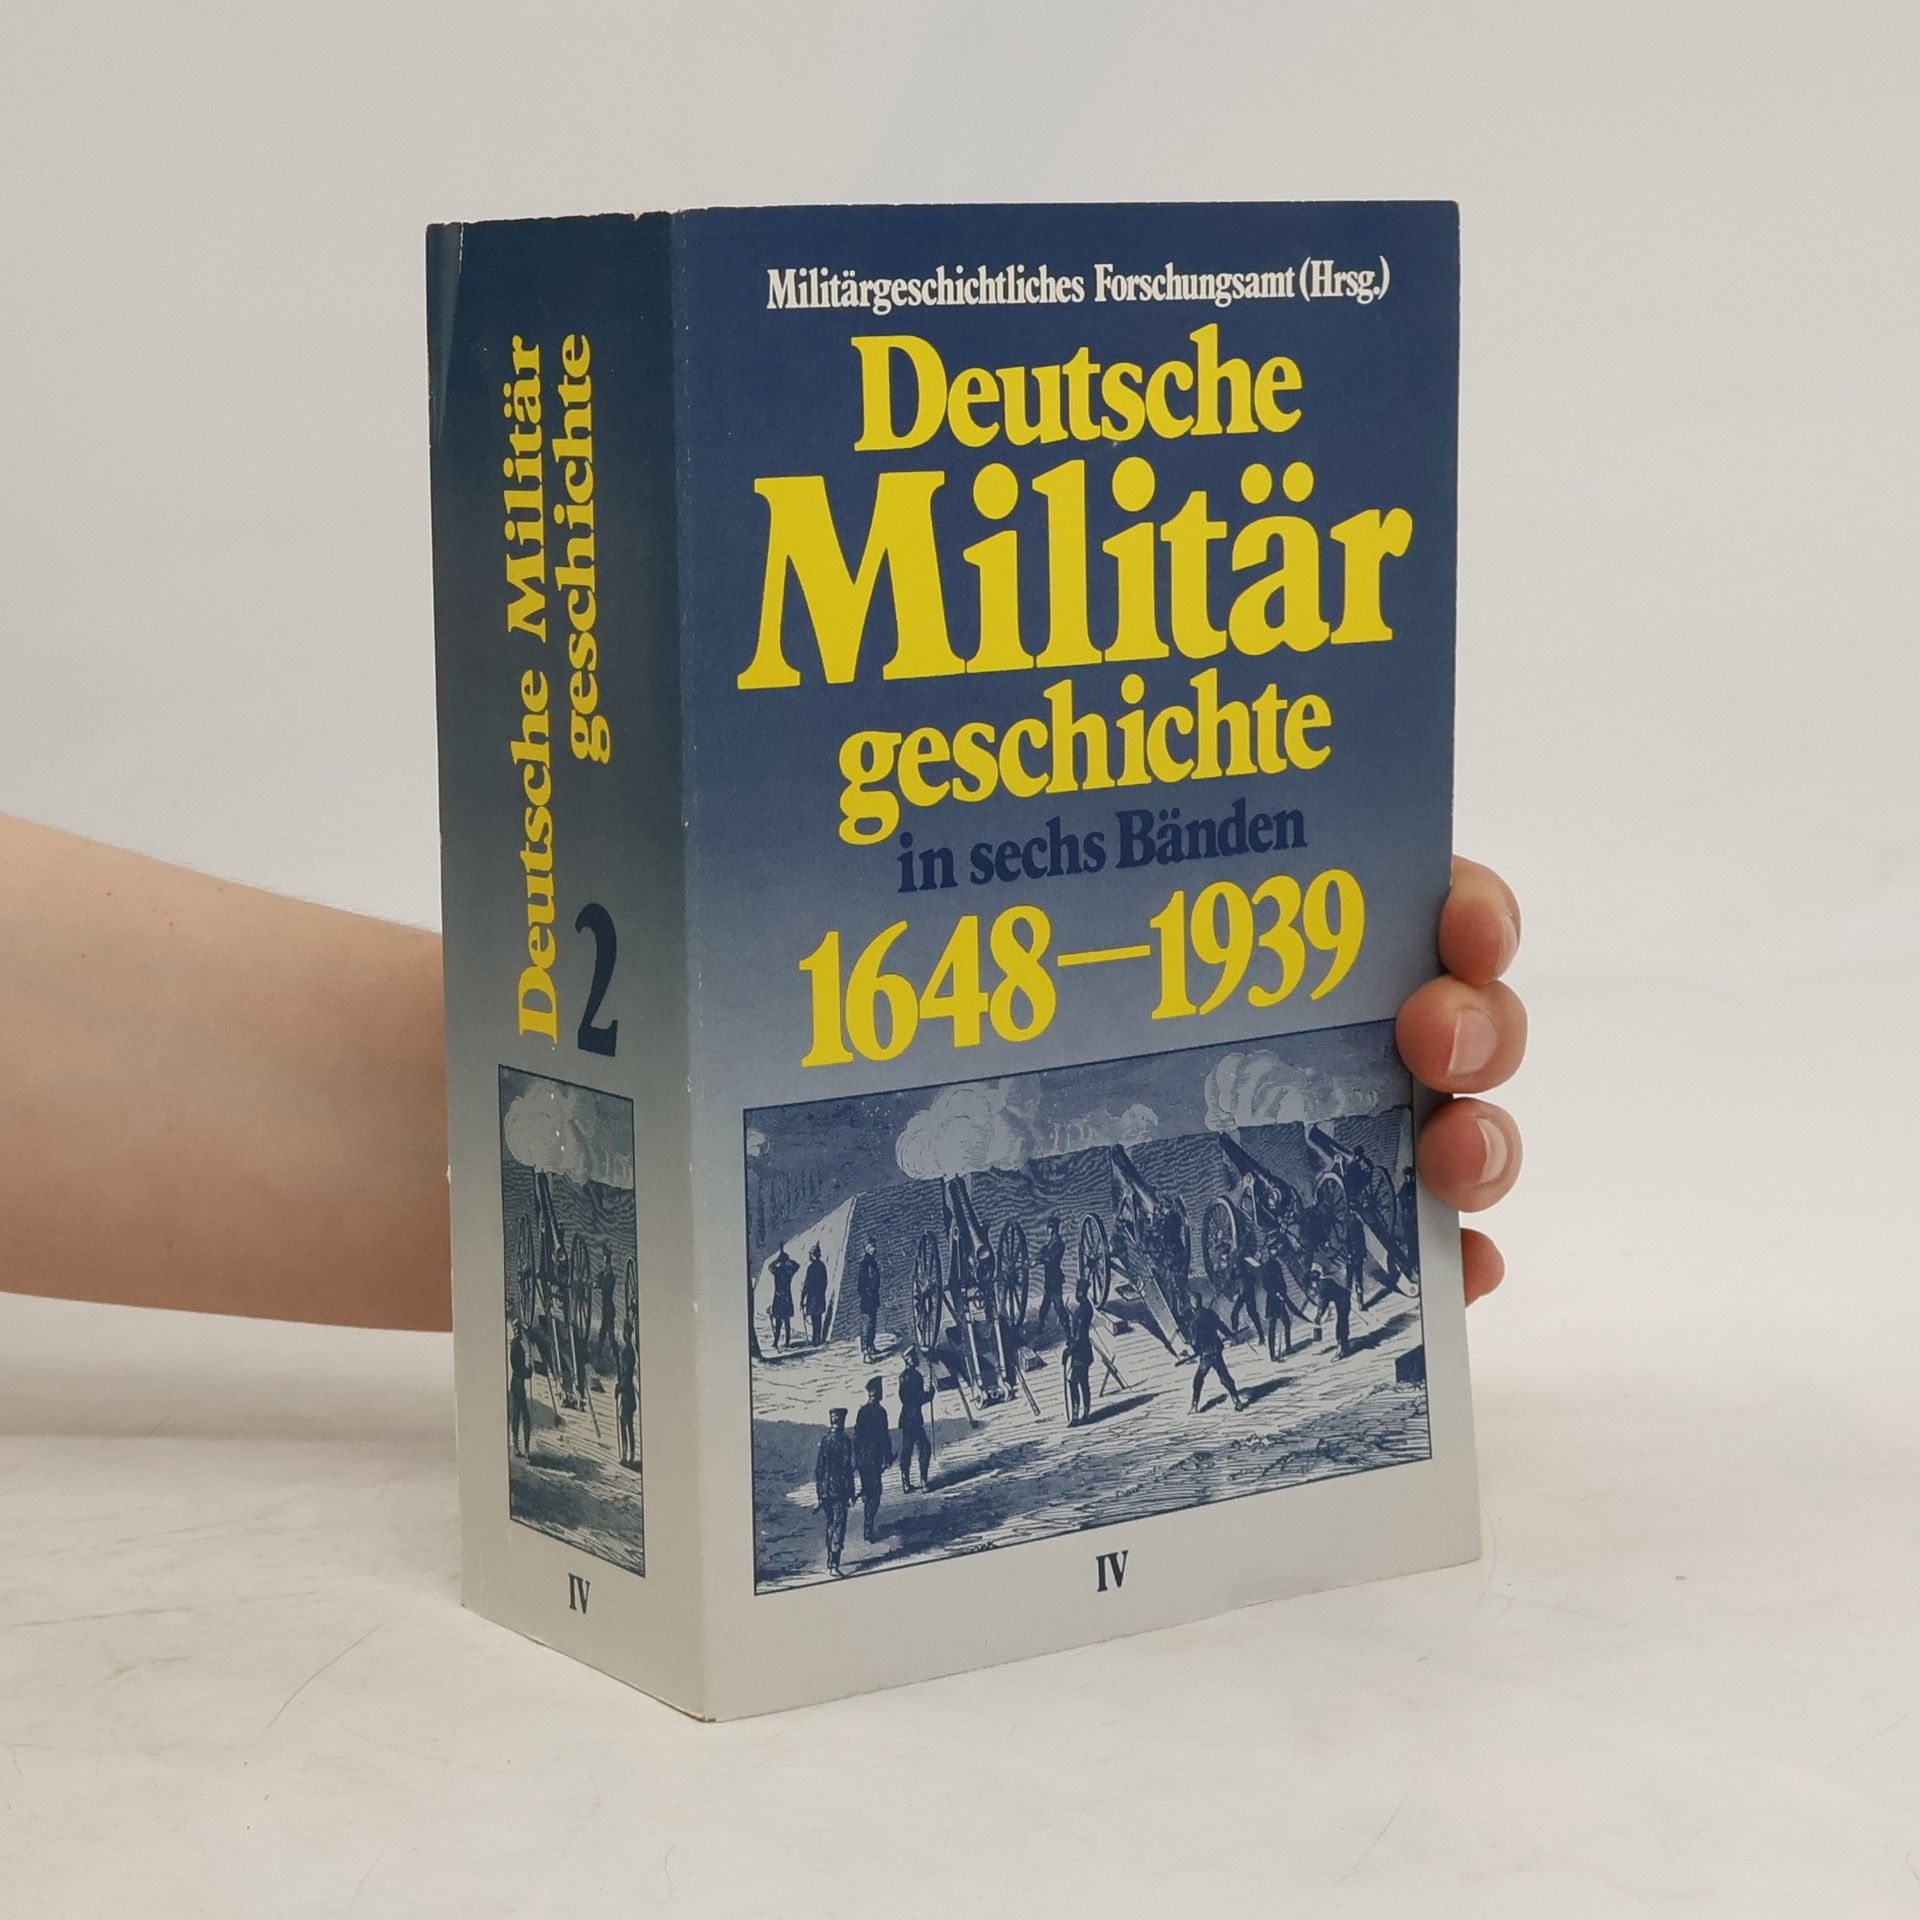 Deutsche Militär
geschichte
2
IV
Militärgeschichtliches Forschungsamt (Hrsg.)
Deutsche
Militär
geschichte
in sechs Bänden
1648–1939
IV